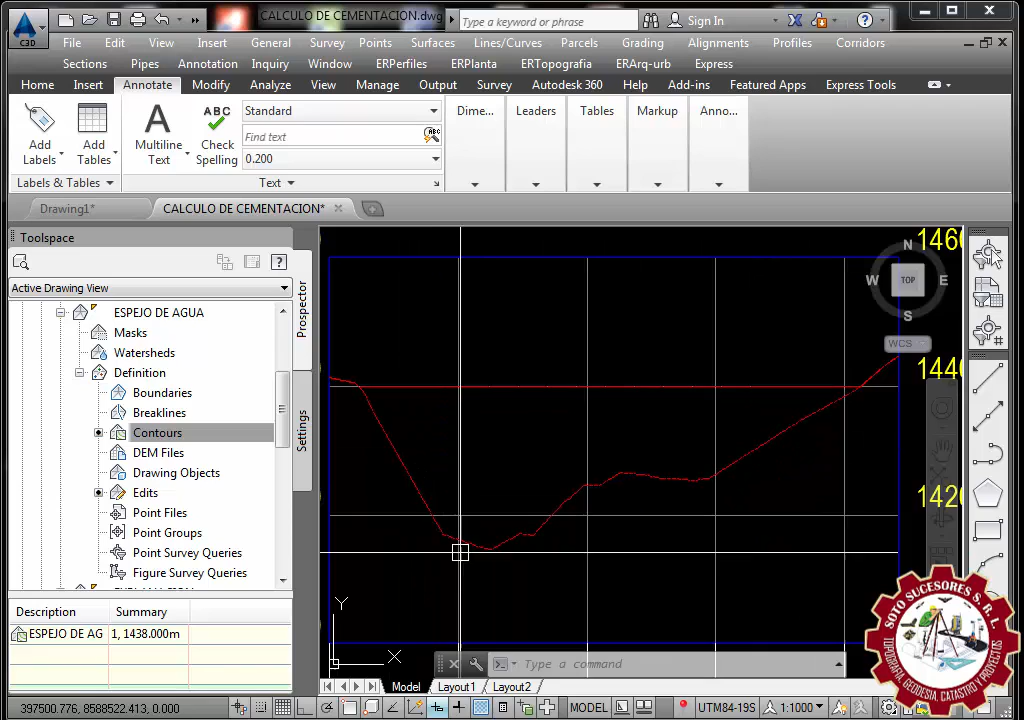 CALCULO DE CEMENTACION.dwg
Type a keyword or phrase
Sign In
C3D
File Edit View Insert General Survey Points Surfaces Lines/Curves Parcels Grading Alignments Profiles Corridors
Sections Pipes Annotation Inquiry Window ERPerfiles ERPlanta ERTopografia ERArq-urb Express
Home Insert Annotate Modify Analyze View Manage Output Survey Autodesk 360 Help Add-ins Featured Apps Express Tools
Add Labels
Add Tables
Multiline Text
ABC
Check Spelling
Standard
Find text
0.200
Dime...
Leaders
Tables
Markup
Anno...
Labels & Tables
Text
Drawing1*
CALCULO DE CEMENTACION*
Toolspace
Active Drawing View
ESPEJO DE AGUA
Masks
Watersheds
Definition
Boundaries
Breaklines
Contours
DEM Files
Drawing Objects
Edits
Point Files
Point Groups
Point Survey Queries
Figure Survey Queries
Prospector
Settings
Description Summary
ESPEJO DE AG 1, 1438.000m
1460
1440
1420
N
W TOP E
S
WCS
Y
X
Type a command
Model Layout1 Layout2
397500.776, 8588522.413, 0.000
MODEL
UTM84-19S
1:1000
SOTO SUCESORES S.R.L.
TOPOGRAFIA, GEODESIA, CATASTRO Y PROYECTOS